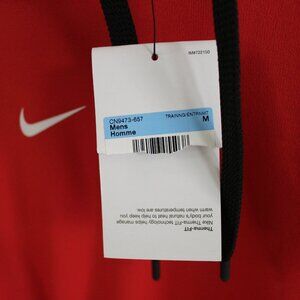 CN9473-657
TRAINING/ENTRAIMT
Mens
M
Homme
Therma-FIT
Nike Therma-FIT
technology helps manage
your body's natural heat to help keep you
warm when temperatures
are low.